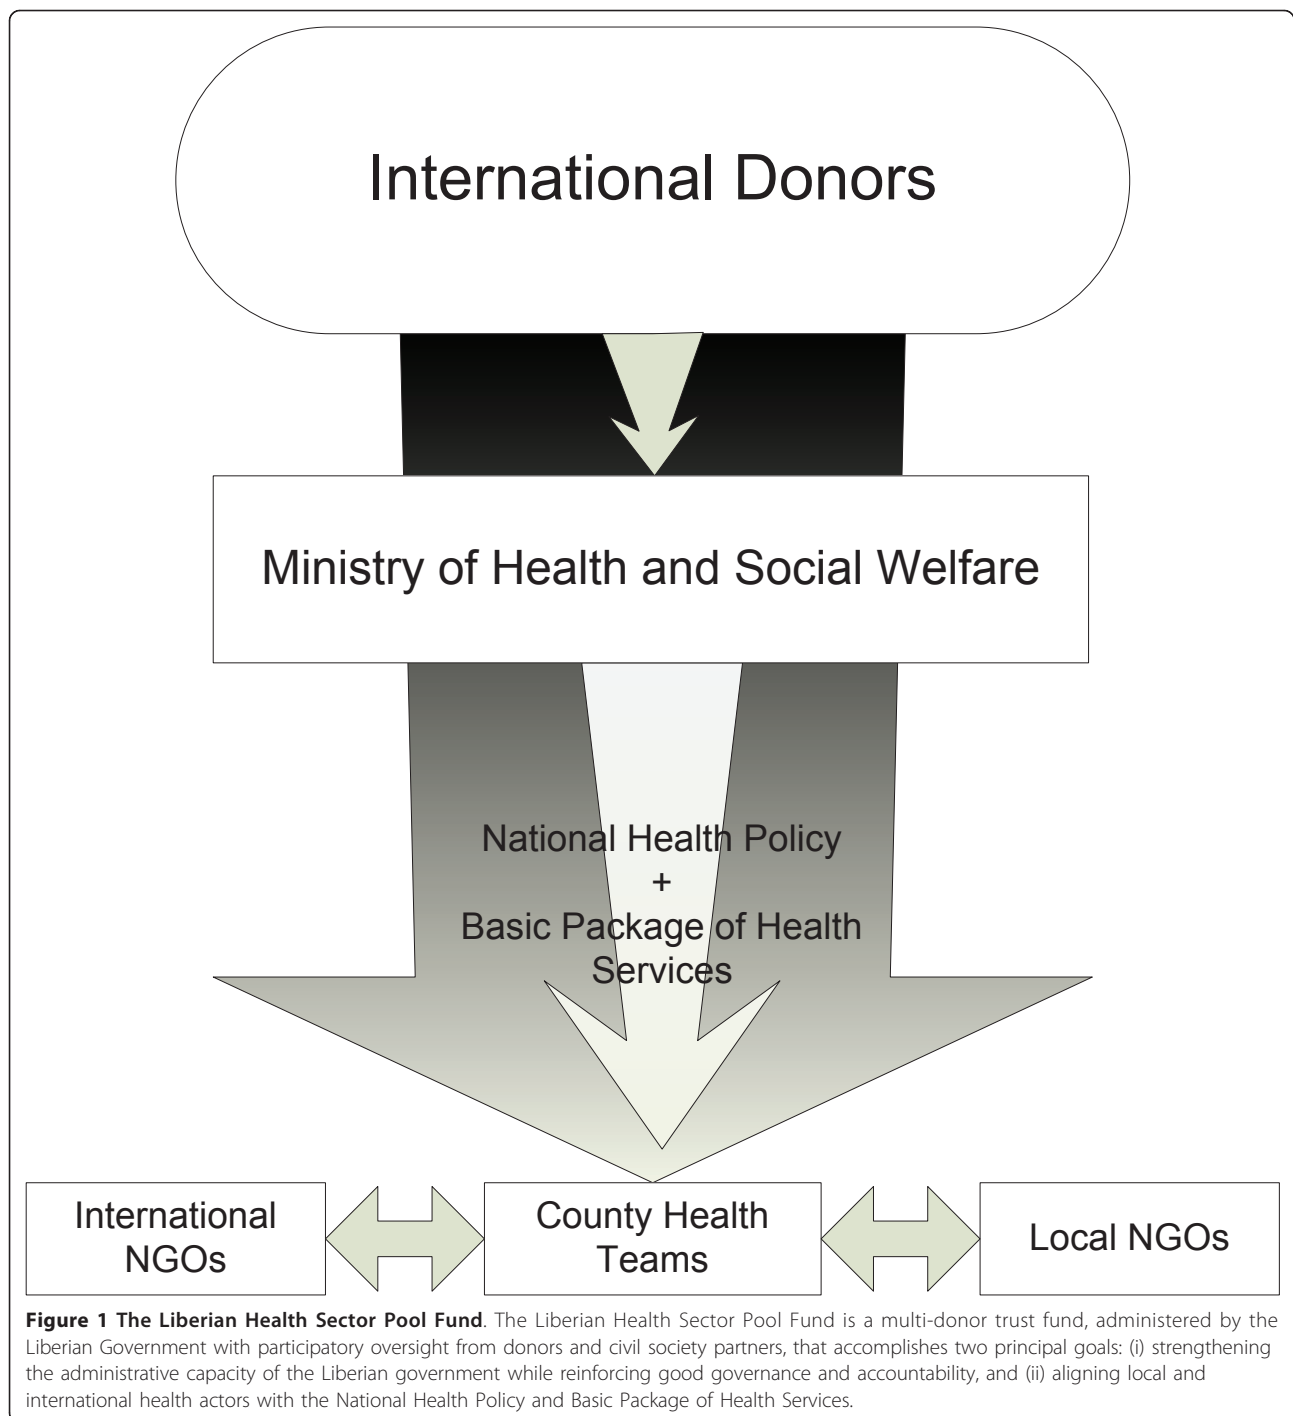 International Donors
Ministry of Health and Social Welfare
National Health Policy
+
Basic Package of Health
Services
International
NGOs
County Health
Teams
Local NGOs
Figure 1 The Liberian Health Sector Pool Fund. The Liberian Health Sector Pool Fund is a multi-donor trust fund, administered by the
Liberian Government with participatory oversight from donors and civil society partners, that accomplishes two principal goals: (i) strengthening
the administrative capacity of the Liberian government while reinforcing good governance and accountability, and (ii) aligning local and
international health actors with the National Health Policy and Basic Package of Health Services.